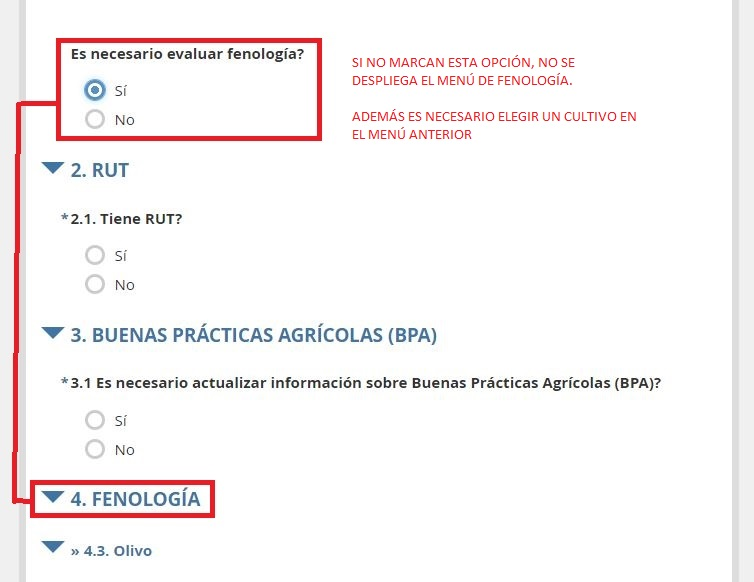 Es necesario evaluar fenología?
Sí
No
SI NO MARCAN ESTA OPCIÓN, NO SE
DESPLIEGA EL MENÚ DE FENOLOGÍA.
ADEMÁS ES NECESARIO ELEGIR UN CULTIVO EN
EL MENÚ ANTERIOR
2. RUT
*2.1. Tiene RUT?
Sí
No
3. BUENAS PRÁCTICAS AGRÍCOLAS (BPA)
*3.1 Es necesario actualizar información sobre Buenas Prácticas Agrícolas (BPA)?
Sí
No
4. FENOLOGÍA
» 4.3. Olivo